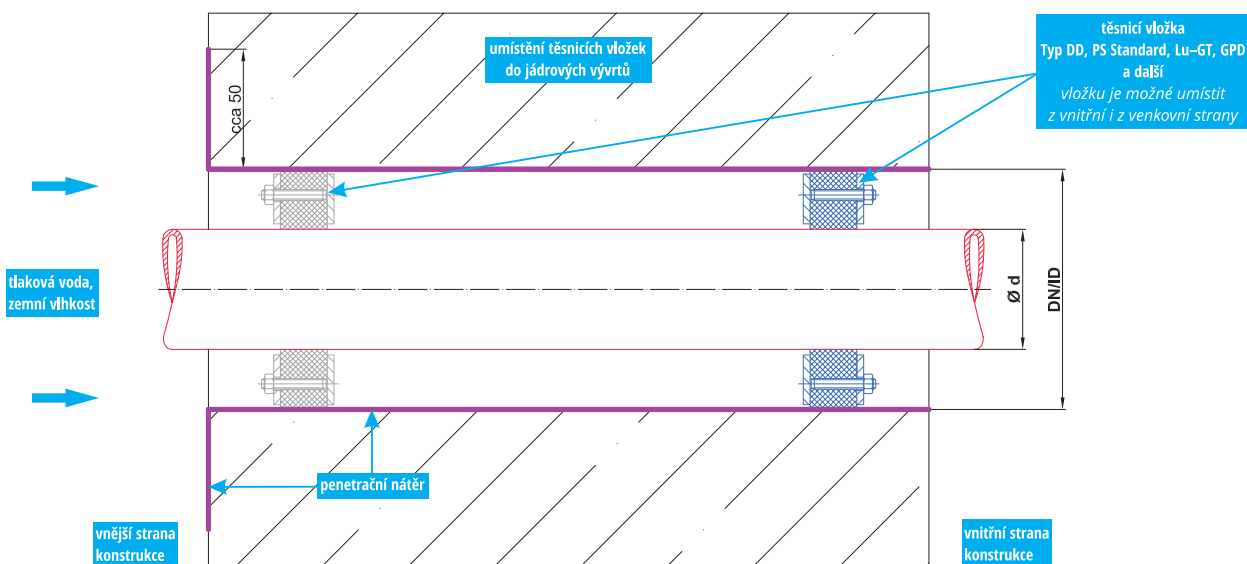 umístění těsnicích vložek
do jádrových vývrtů
těsnicí vložka
Typ DD, PS Standard, Lu–GT, GPD
a další
vložku je možné umístit
z vnitřní i z venkovní strany
cca 50
tlaková voda,
zemní vlhkost
Ø d
DN/ID
penetrační nátěr
vnější strana
konstrukce
vnitřní strana
konstrukce